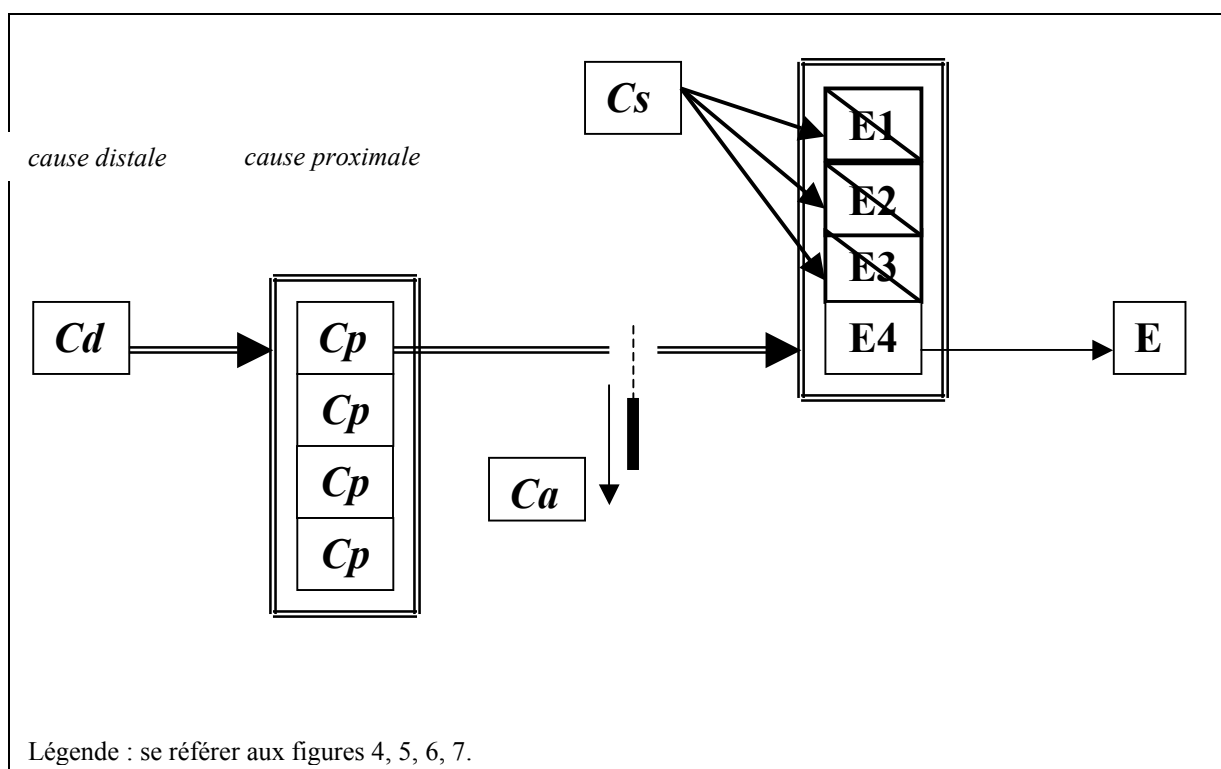 Cs
E1
cause distale cause proximale
E2
E3
Cd Cp E4 E
Cp
Cp
Ca
Cp
Légende : se référer aux figures 4, 5, 6, 7.